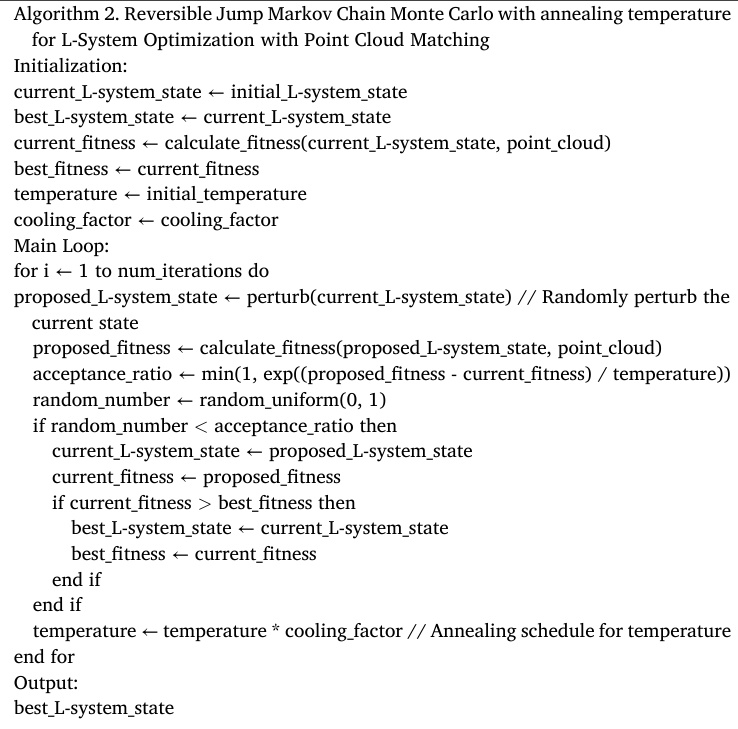 Algorithm 2. Reversible Jump Markov Chain Monte Carlo with annealing temperature
for L-System Optimization with Point Cloud Matching
Initialization:
current_L-system_state ← initial_L-system_state
best_L-system_state ← current_L-system_state
current_fitness ← calculate_fitness(current_L-system_state, point_cloud)
best_fitness ← current_fitness
temperature ← initial_temperature
cooling_factor ← cooling_factor
Main Loop:
for i ← 1 to num_iterations do
proposed_L-system_state ← perturb(current_L-system_state) // Randomly perturb the
current state
proposed_fitness ← calculate_fitness(proposed_L-system_state, point_cloud)
acceptance_ratio ← min(1, exp((proposed_fitness - current_fitness) / temperature))
random_number ← random_uniform(0, 1)
if random_number < acceptance_ratio then
current_L-system_state ← proposed_L-system_state
current_fitness ← proposed_fitness
if current_fitness > best_fitness then
best_L-system_state ← current_L-system_state
best_fitness ← current_fitness
end if
end if
temperature ← temperature * cooling_factor // Annealing schedule for temperature
end for
Output:
best_L-system_state